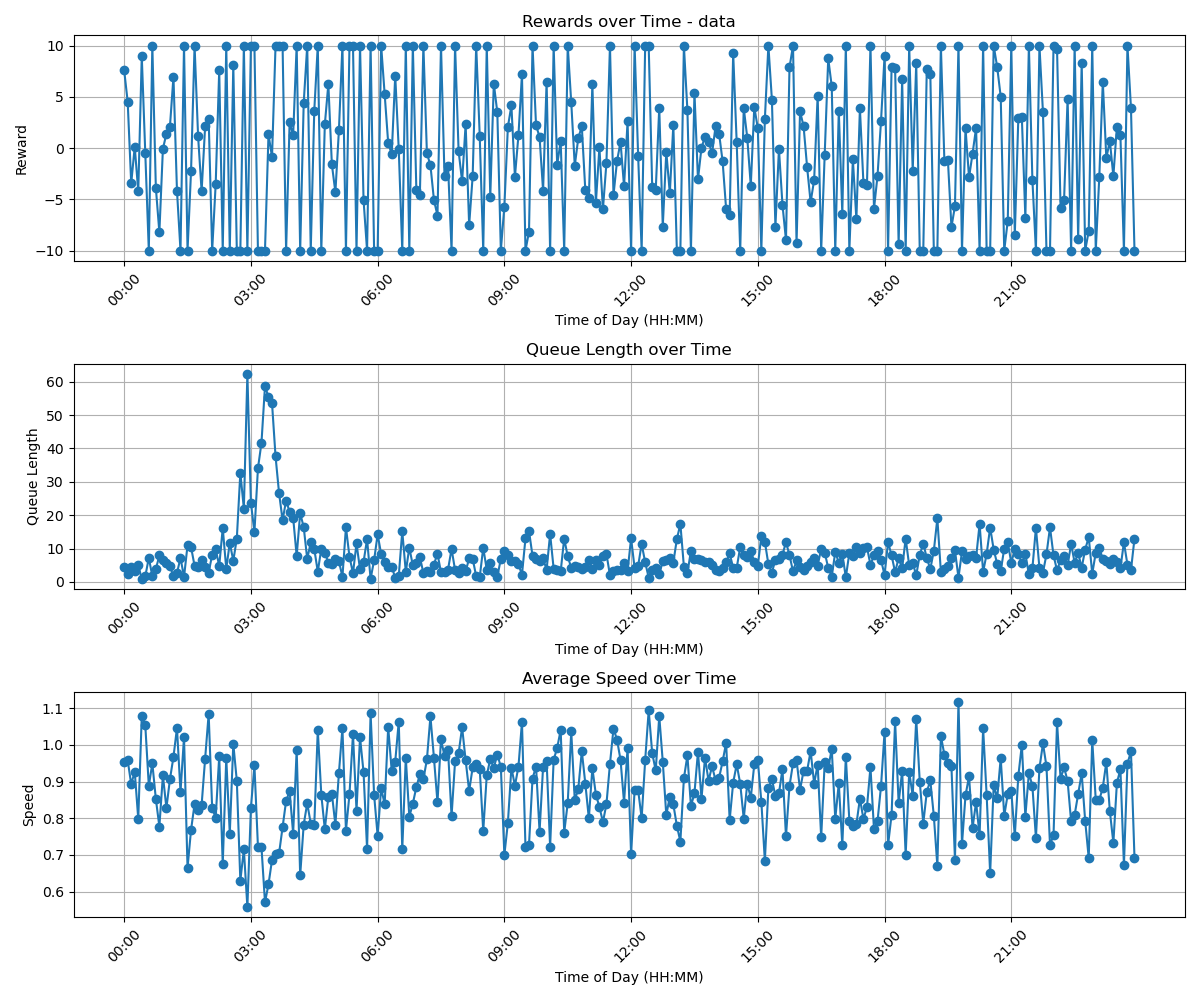 Rewards over Time - data
Reward
10
5
0
−5
−10
00:00 03:00 06:00 09:00 12:00 15:00 18:00 21:00
Time of Day (HH:MM)
Queue Length over Time
Queue Length
60
50
40
30
20
10
0
00:00 03:00 06:00 09:00 12:00 15:00 18:00 21:00
Time of Day (HH:MM)
Average Speed over Time
Speed
1.1
1.0
0.9
0.8
0.7
0.6
00:00 03:00 06:00 09:00 12:00 15:00 18:00 21:00
Time of Day (HH:MM)